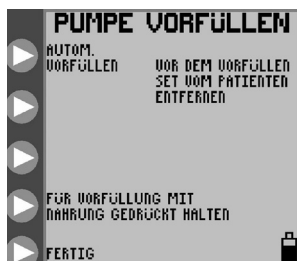 PUMPE VORFÜLLEN
AUTOM.
VORFÜLLEN
VOR DEM VORFÜLLEN
SET VOM PATIENTEN
ENTFERNEN
FÜR VORFÜLLUNG MIT
NAHRUNG GEDRÜCKT HALTEN
FERTIG